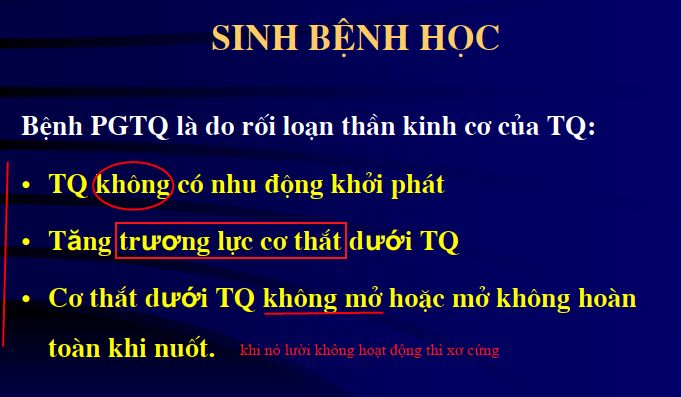 SINH BỆNH HỌC
Bệnh PGTQ là do rối loạn thần kinh cơ của TQ:
• TQ không có nhu động khởi phát
• Tăng trương lực cơ thắt dưới TQ
• Cơ thắt dưới TQ không mở hoặc mở không hoàn
toàn khi nuốt. khi nó lười không hoạt động thì xơ cứng